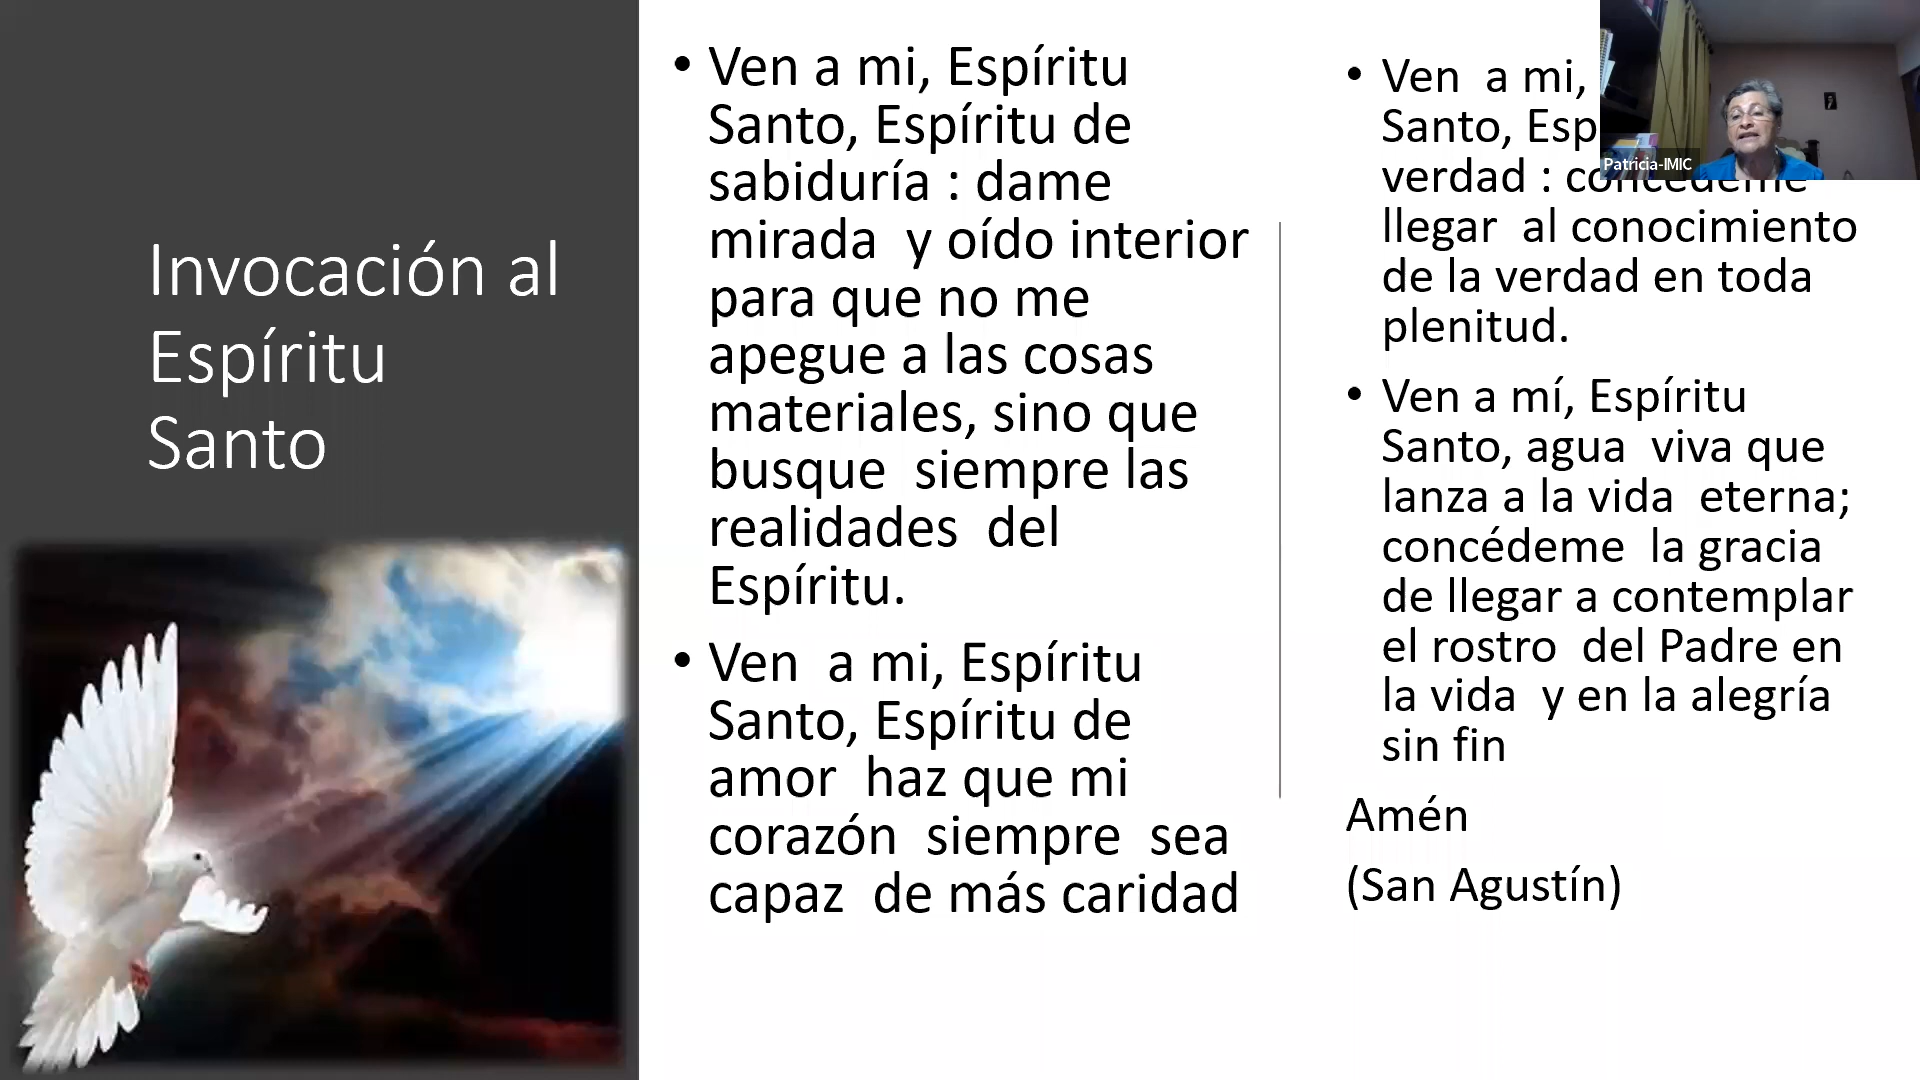 Invocación al
Espíritu
Santo
• Ven a mi, Espíritu
Santo, Espíritu de
sabiduría : dame
mirada y oído interior
para que no me
apegue a las cosas
materiales, sino que
busque siempre las
realidades del
Espíritu.
• Ven a mi, Espíritu
Santo, Espíritu de
amor haz que mi
corazón siempre sea
capaz de más caridad
• Ven a mi,
Santo, Esp
verdad : concédeme
llegar al conocimiento
de la verdad en toda
plenitud.
• Ven a mí, Espíritu
Santo, agua viva que
lanza a la vida eterna;
concédeme la gracia
de llegar a contemplar
el rostro del Padre en
la vida y en la alegría
sin fin
Amén
(San Agustín)
Patricia-IMIC